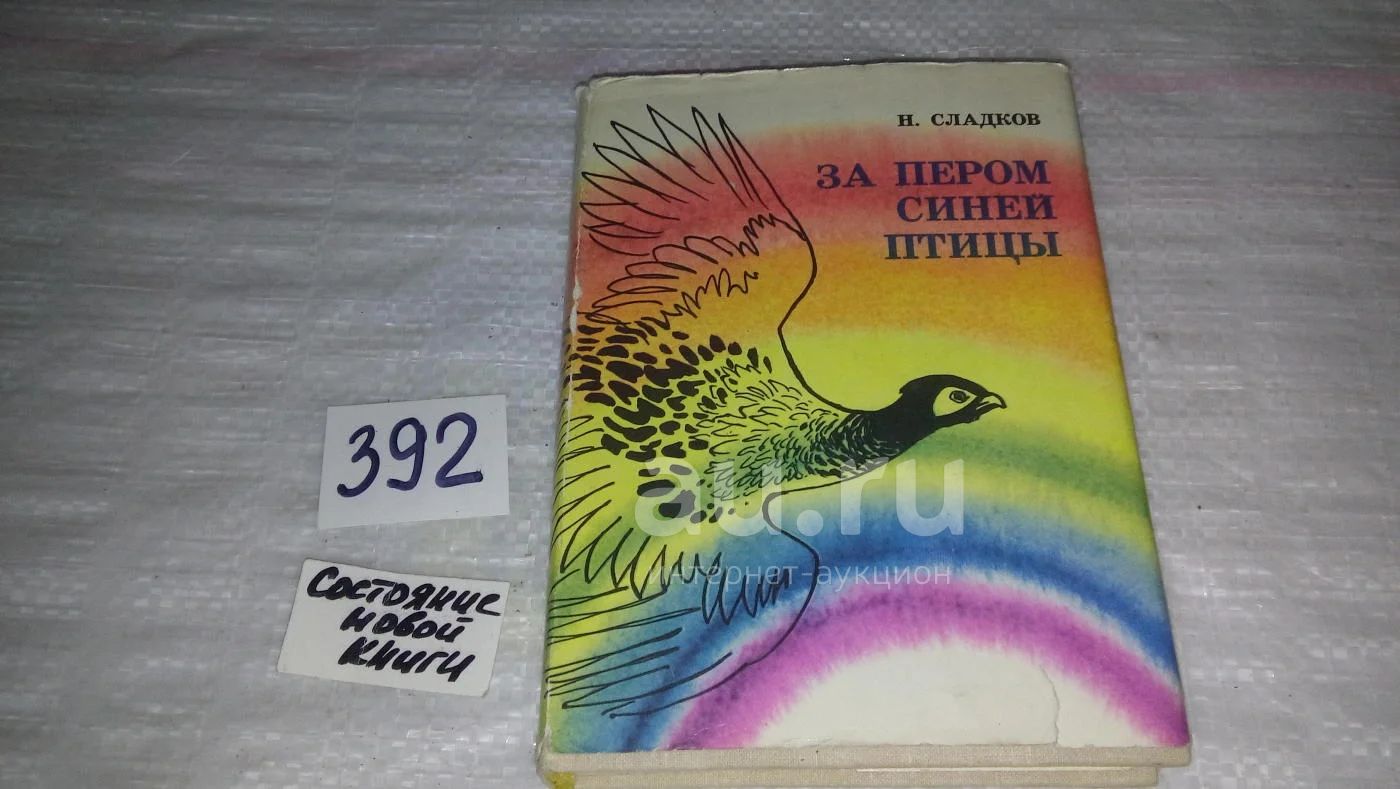 Н. СЛАДКОВ
ЗА ПЕРОМ
СИНЕЙ
ПТИЦЫ
392
au.ru
интернет-аукцион
Состояние
новой
книги